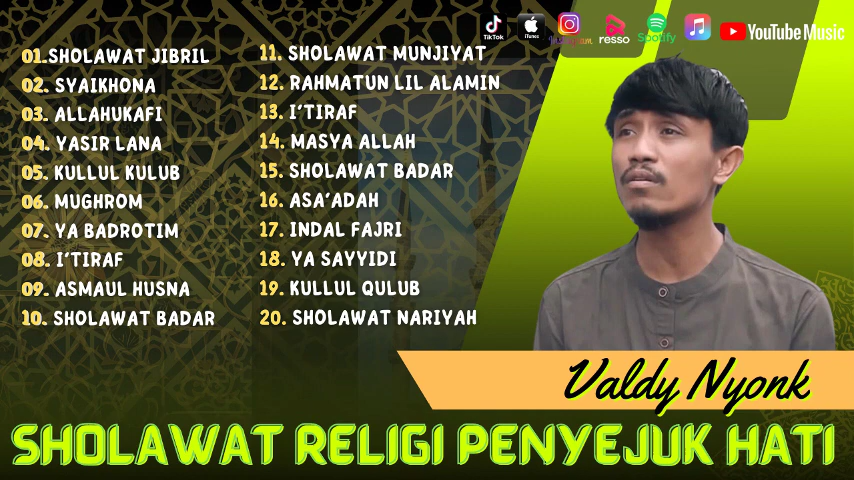 TikTok
iTunes
Instagram
resso
Spotify
YouTube Music
01.SHOLAWAT JIBRIL
02. SYAIKHONA
03. ALLAHUKAFI
04. YASIR LANA
05. KULLUL KULUB
06. MUGHROM
07. YA BADROTIM
08. I'TIRAF
09. ASMAUL HUSNA
10. SHOLAWAT BADAR
11. SHOLAWAT MUNJIYAT
12. RAHMATUN LIL ALAMIN
13. I'TIRAF
14. MASYA ALLAH
15. SHOLAWAT BADAR
16. ASA'ADAH
17. INDAL FAJRI
18. YA SAYYIDI
19. KULLUL QULUB
20. SHOLAWAT NARIYAH
Valdy Nyonk
SHOLAWAT RELIGI PENYEJUK HATI